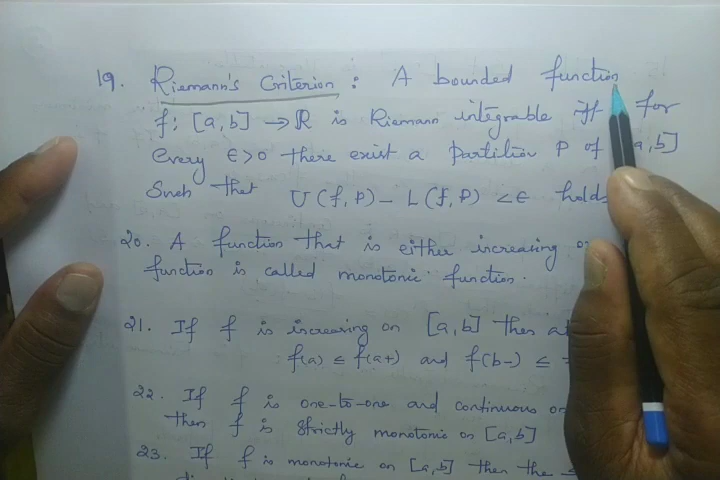 19. Riemann's Criterion : A bounded function
f : [a,b] → ℝ is Riemann integrable iff for
every ϵ>0 there exist a Partition P of [a,b]
Such that U(f,P) – L(f,P) <ϵ holds
20. A function that is either increasing
function is called monotonic function.
21. If f is increasing on [a,b] then
f(a) ≤ f(a+) and f(b-) ≤
22. If f is one-to-one and continuous on
then f is strictly monotonic on [a,b]
23. If f is monotonic on [a,b] then the